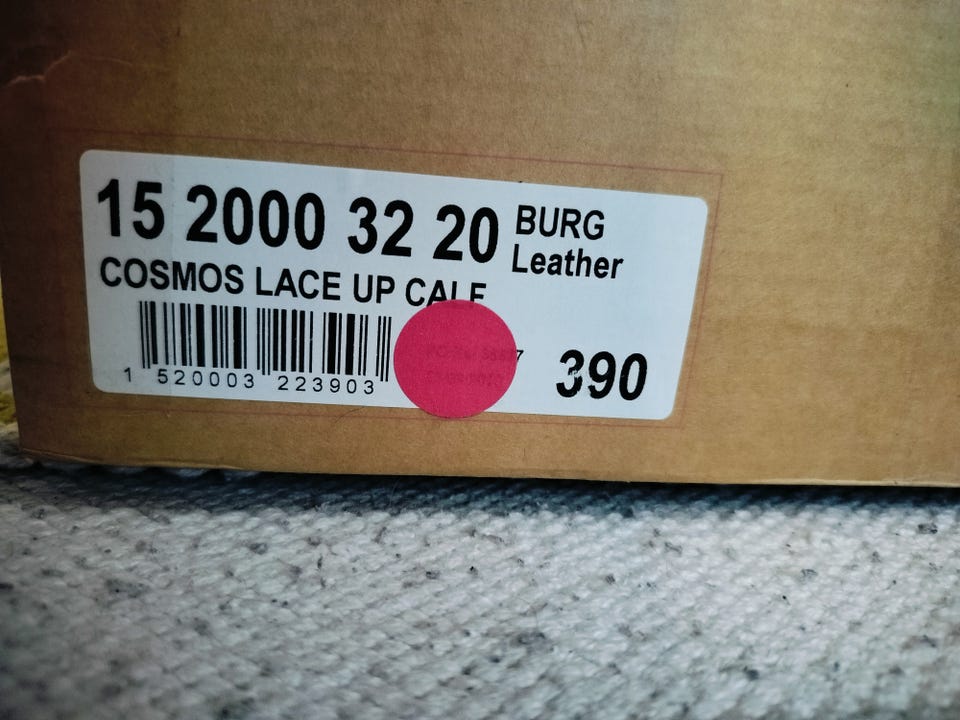 15 2000 32 20 BURG
Leather
COSMOS LACE UP CALF
1 520003 223903
390